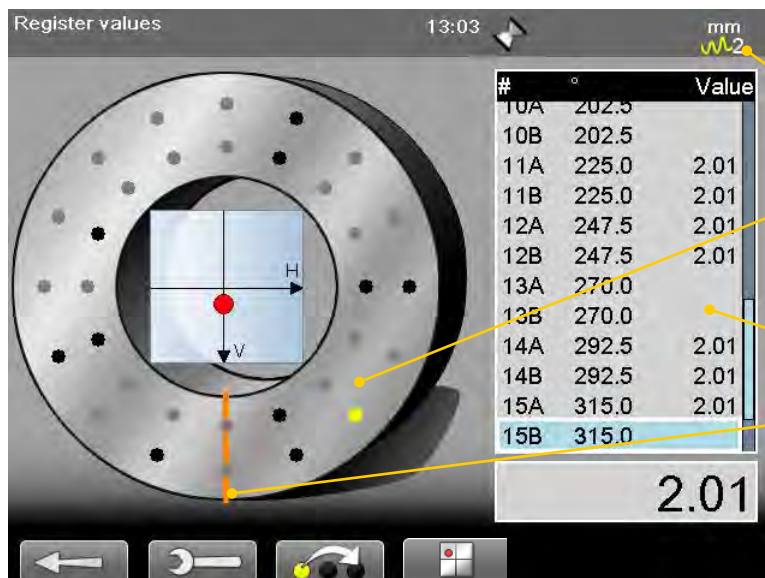 Register values 13:03 mm
2
# ° Value
10A 202.5
10B 202.5
11A 225.0 2.01
11B 225.0 2.01
12A 247.5 2.01
12B 247.5 2.01
13A 270.0
13B 270.0
14A 292.5 2.01
14B 292.5 2.01
15A 315.0 2.01
15B 315.0
H
V
2.01